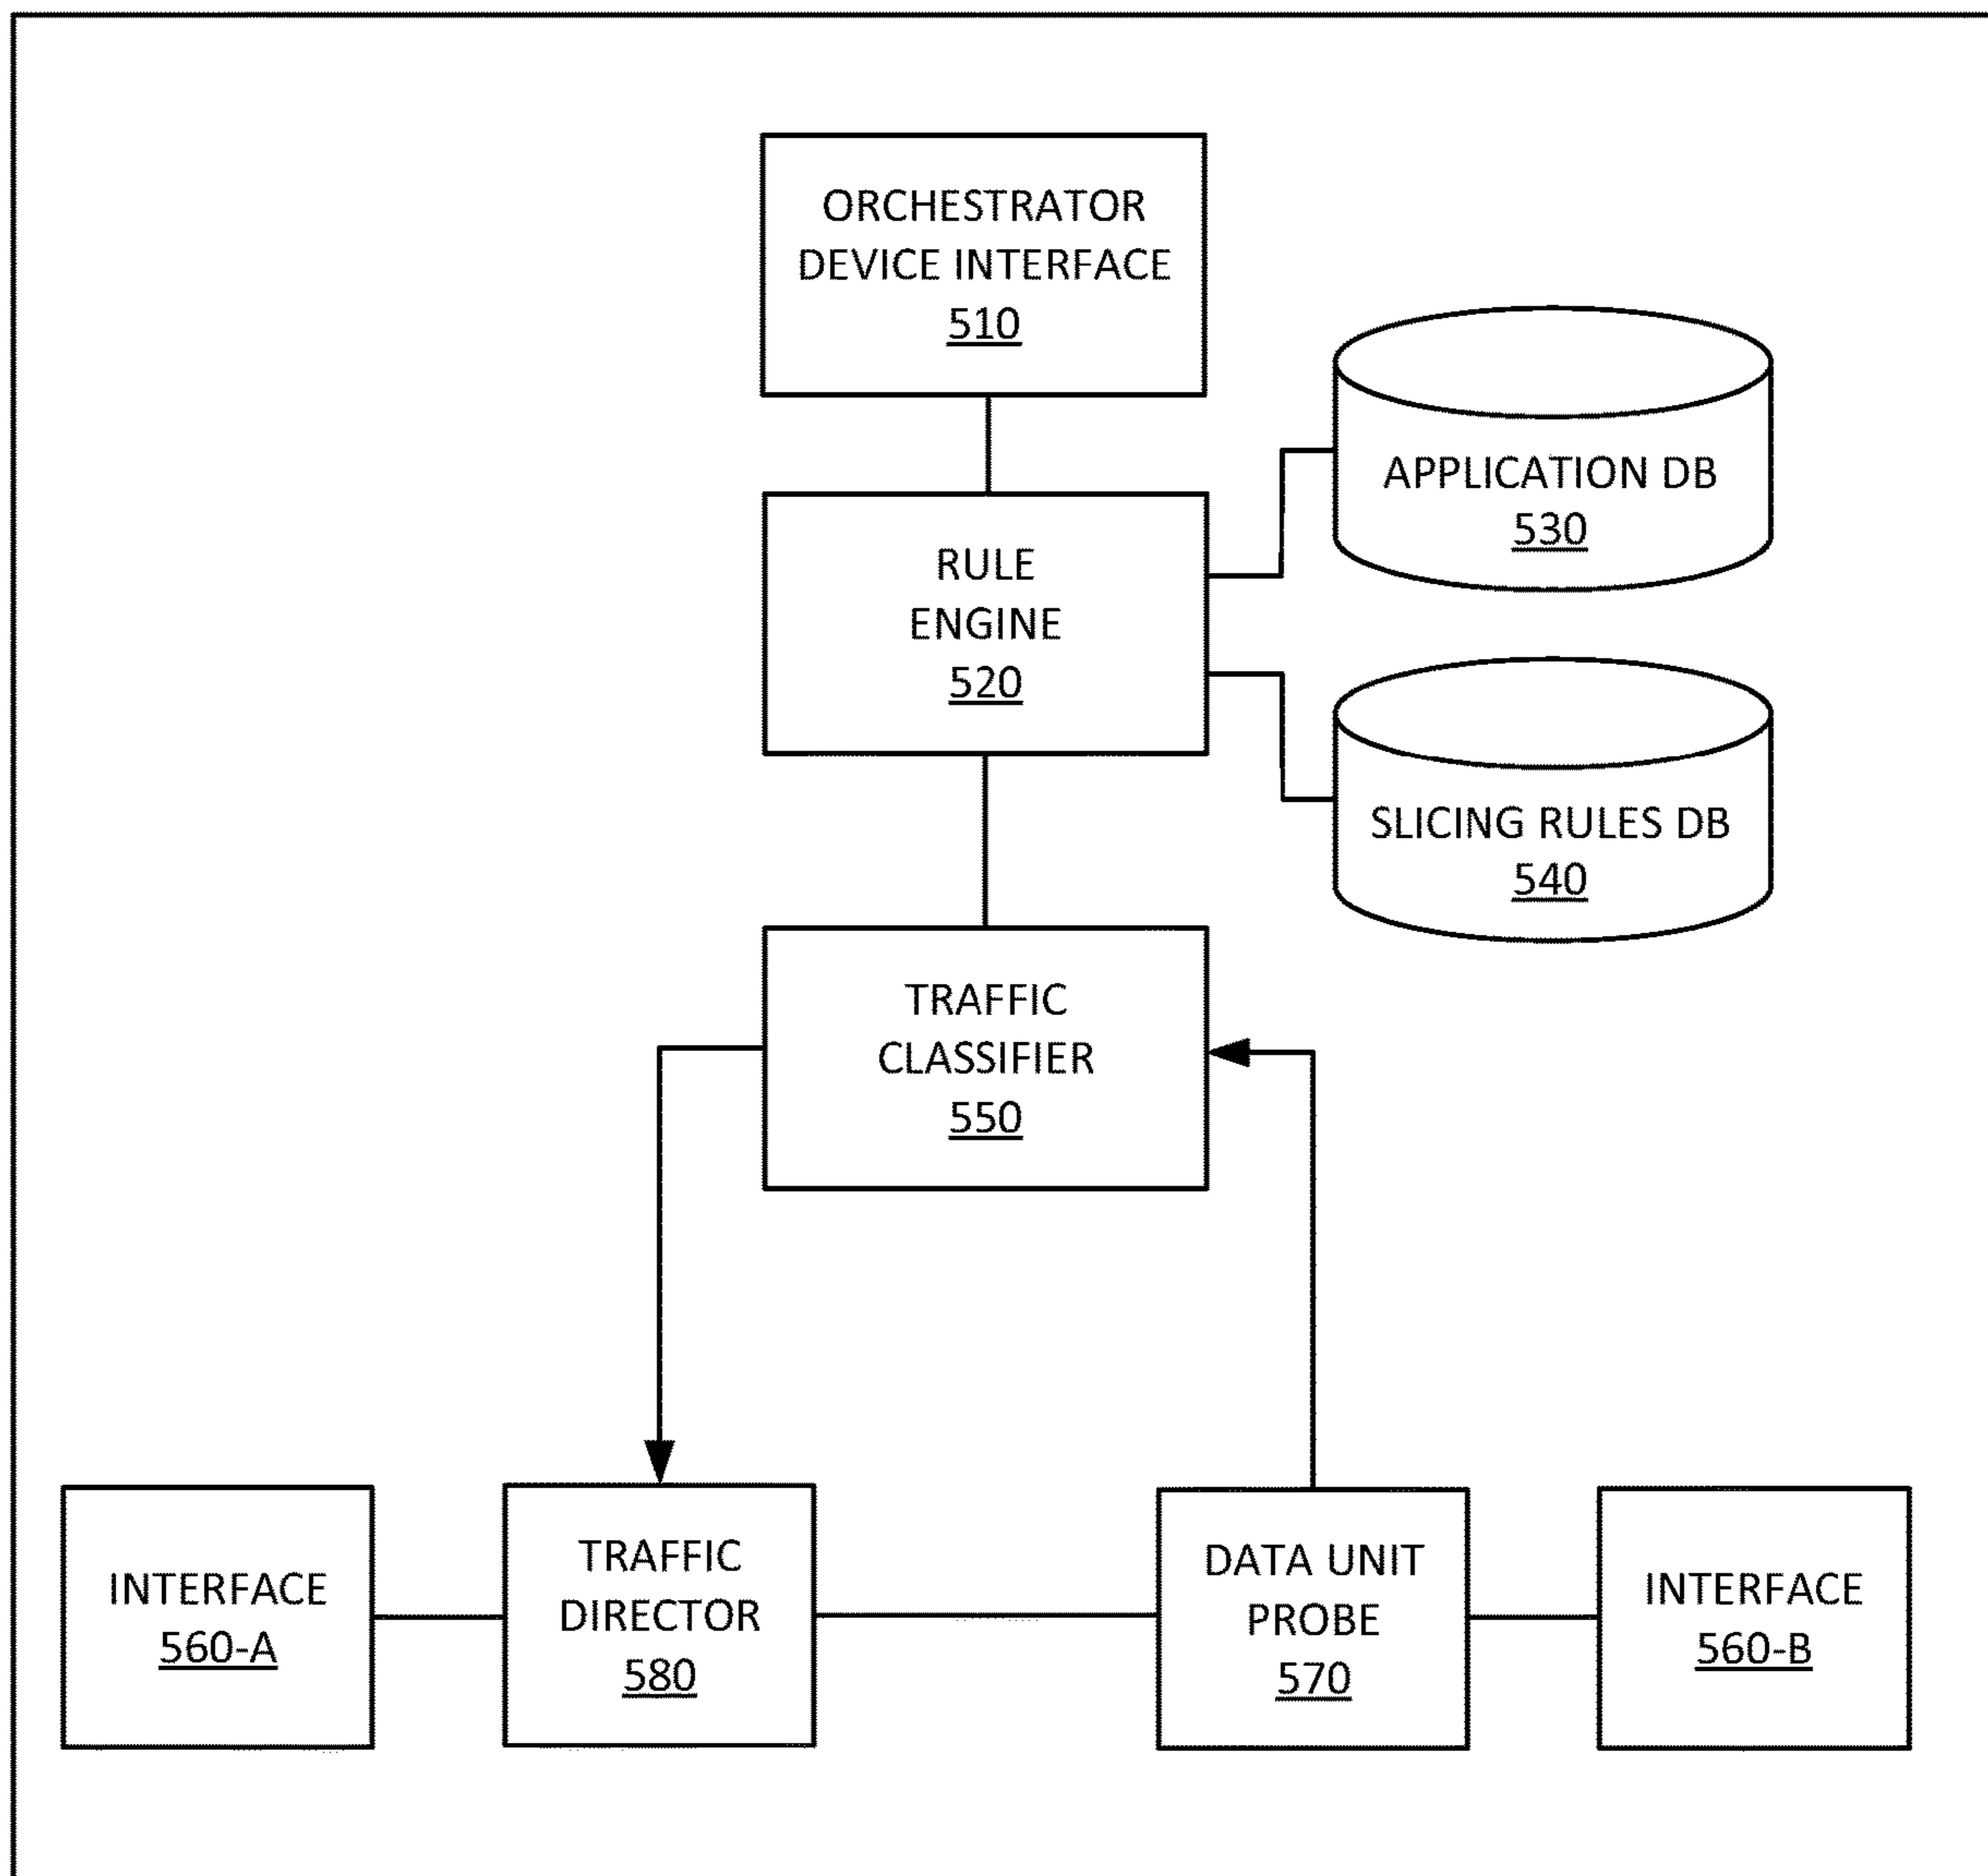 ORCHESTRATOR
DEVICE INTERFACE
510
APPLICATION DB
530
RULE
ENGINE
520
SLICING RULES DB
540
TRAFFIC
CLASSIFIER
550
INTERFACE
560-A
TRAFFIC
DIRECTOR
580
DATA UNIT
PROBE
570
INTERFACE
560-B